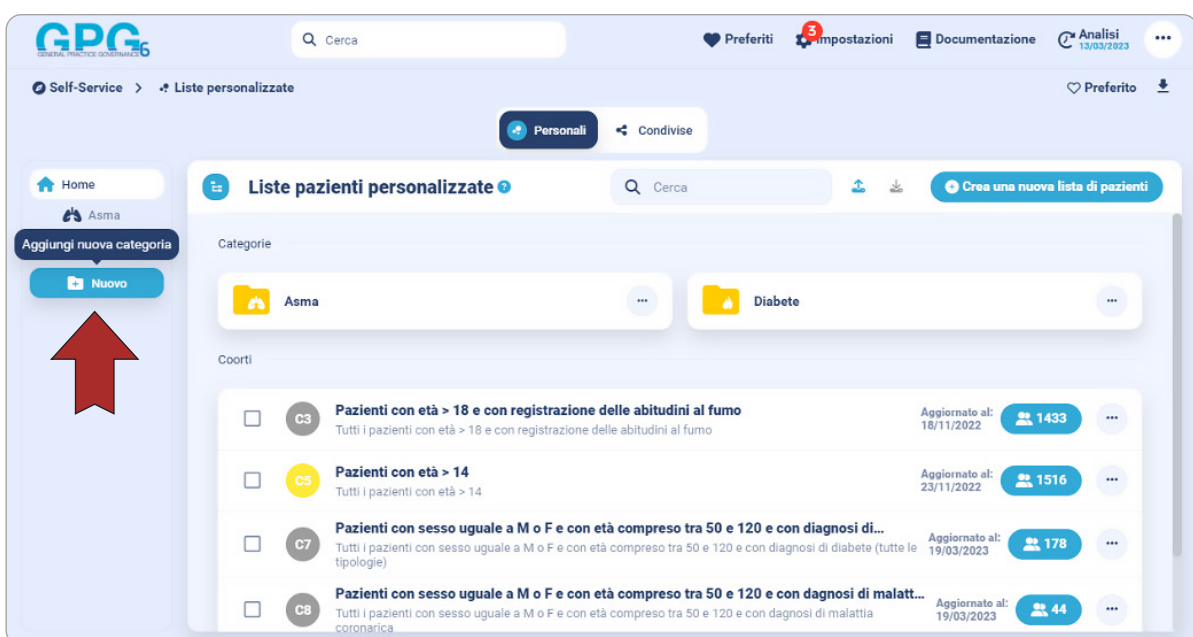 GPG6
GENERAL PRACTICE GOVERNANCE
Cerca
Preferiti
3
Impostazioni
Documentazione
Analisi
13/03/2023
Self-Service > Liste personalizzate
Preferito
Personali
Condivise
Home
Asma
Aggiungi nuova categoria
Nuovo
Liste pazienti personalizzate
Cerca
Crea una nuova lista di pazienti
Categorie
Asma
Diabete
Coorti
C3
Pazienti con età > 18 e con registrazione delle abitudini al fumo
Tutti i pazienti con età > 18 e con registrazione delle abitudini al fumo
Aggiornato al:
18/11/2022
1433
C5
Pazienti con età > 14
Tutti i pazienti con età > 14
Aggiornato al:
23/11/2022
1516
C7
Pazienti con sesso uguale a M o F e con età compreso tra 50 e 120 e con diagnosi di...
Tutti i pazienti con sesso uguale a M o F e con età compreso tra 50 e 120 e con diagnosi di diabete (tutte le
tipologie)
Aggiornato al:
19/03/2023
178
C8
Pazienti con sesso uguale a M o F e con età compreso tra 50 e 120 e con dagnosi di malatt...
Tutti i pazienti con sesso uguale a M o F e con età compreso tra 50 e 120 e con dagnosi di malattia
coronarica
Aggiornato al:
19/03/2023
44